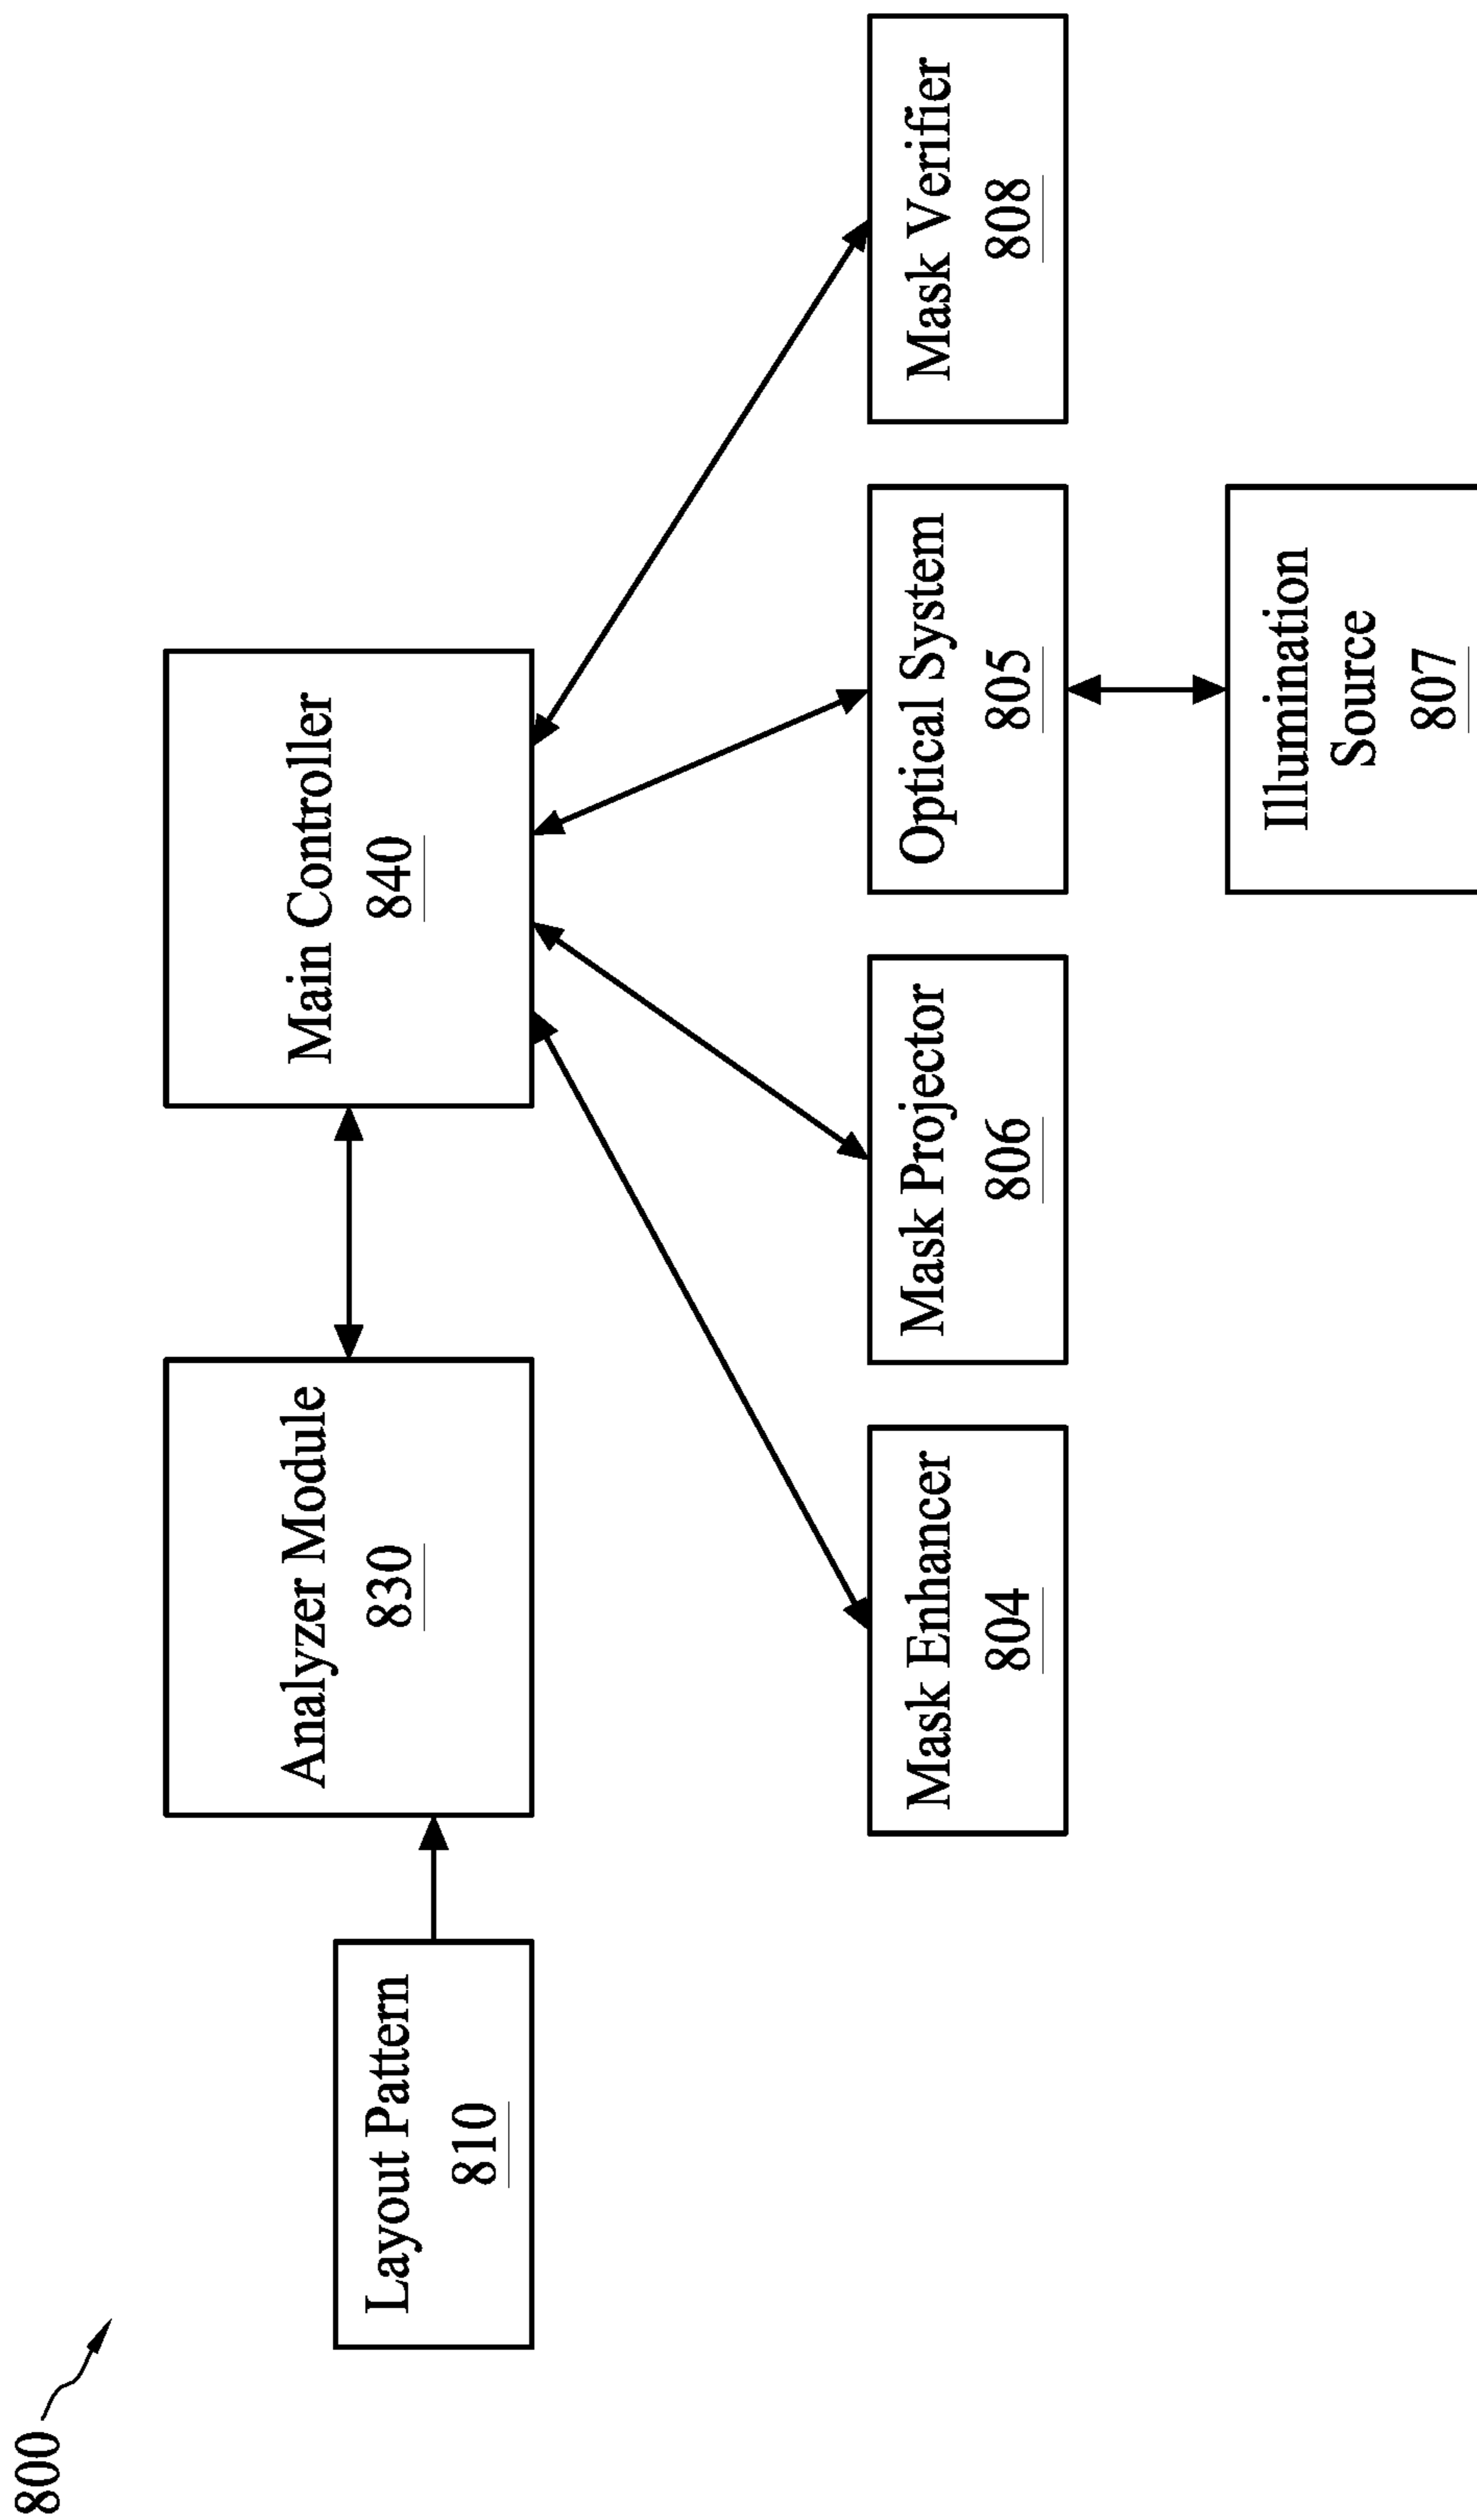 800
Layout Pattern
810
Analyzer Module
830
Main Controller
840
Mask Enhancer
804
Mask Projector
806
Optical System
805
Mask Verifier
808
Illumination
Source
807